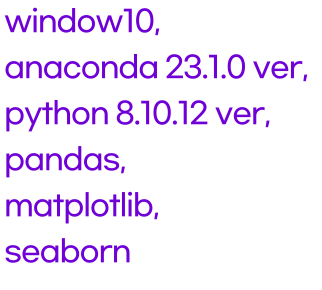 window10,
anaconda 23.1.0 ver,
python 8.10.12 ver,
pandas,
matplotlib,
seaborn